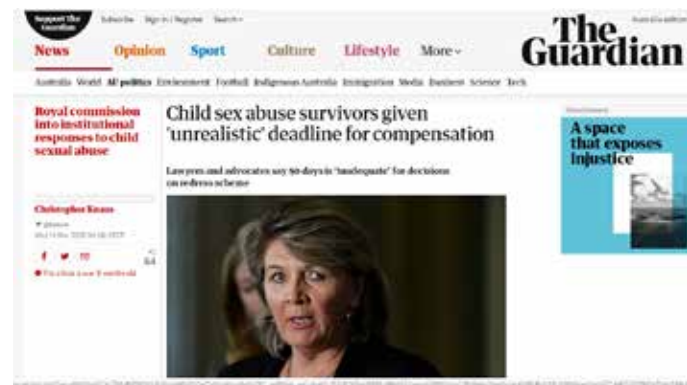 Support The
Guardian
Subscribe Sign in / Register Search
The
Guardian
News Opinion Sport Culture Lifestyle More
Australia World AU politics Environment Football Indigenous Australia Immigration Media Business Science Tech
Royal commission
into institutional
responses to child
sexual abuse
Child sex abuse survivors given
'unrealistic' deadline for compensation
Lawyers and advocates say 90 days is 'inadequate' for decisions
on redress scheme
Christopher Knaus
A space
that exposes
injustice